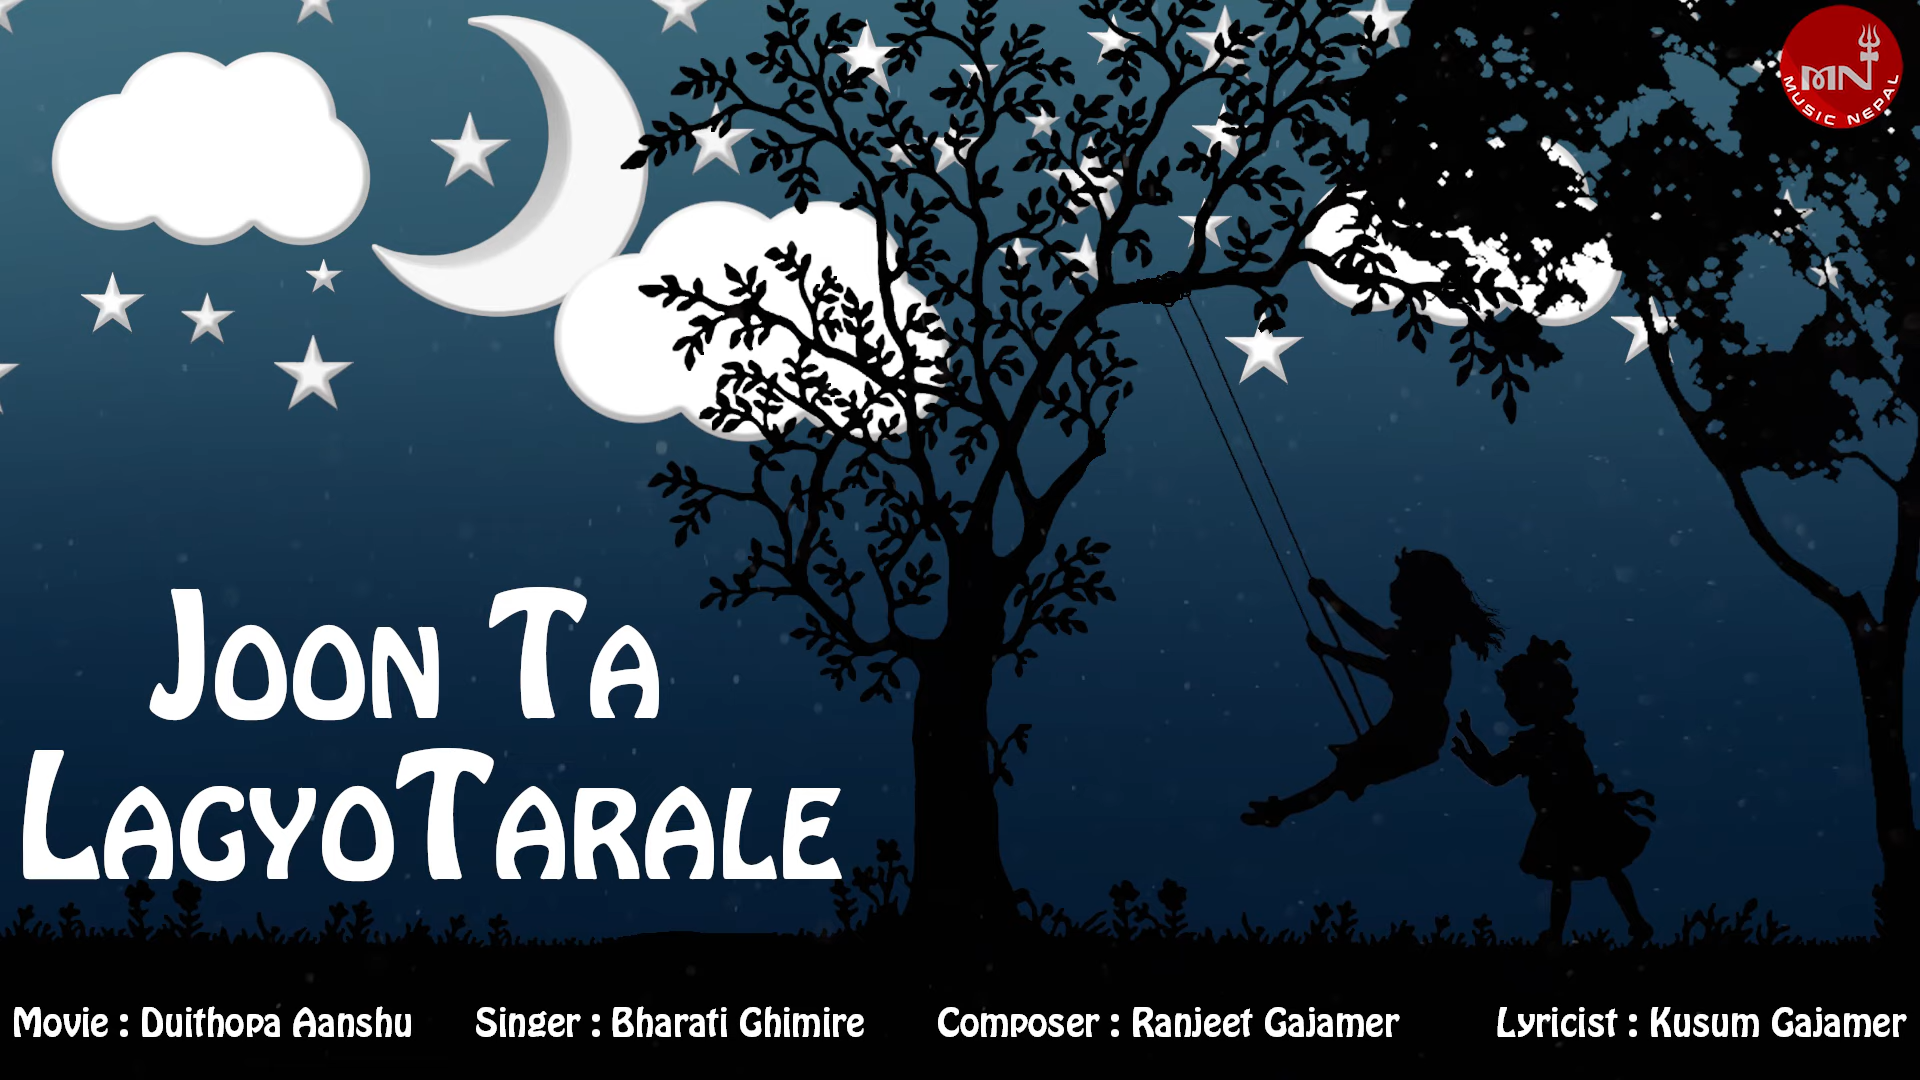 MN
MUSIC NEPAL
JOON TA
LAGYOTARALE
Movie : Duithopa Aanshu
Singer : Bharati Ghimire
Composer : Ranjeet Gajamer
Lyricist : Kusum Gajamer